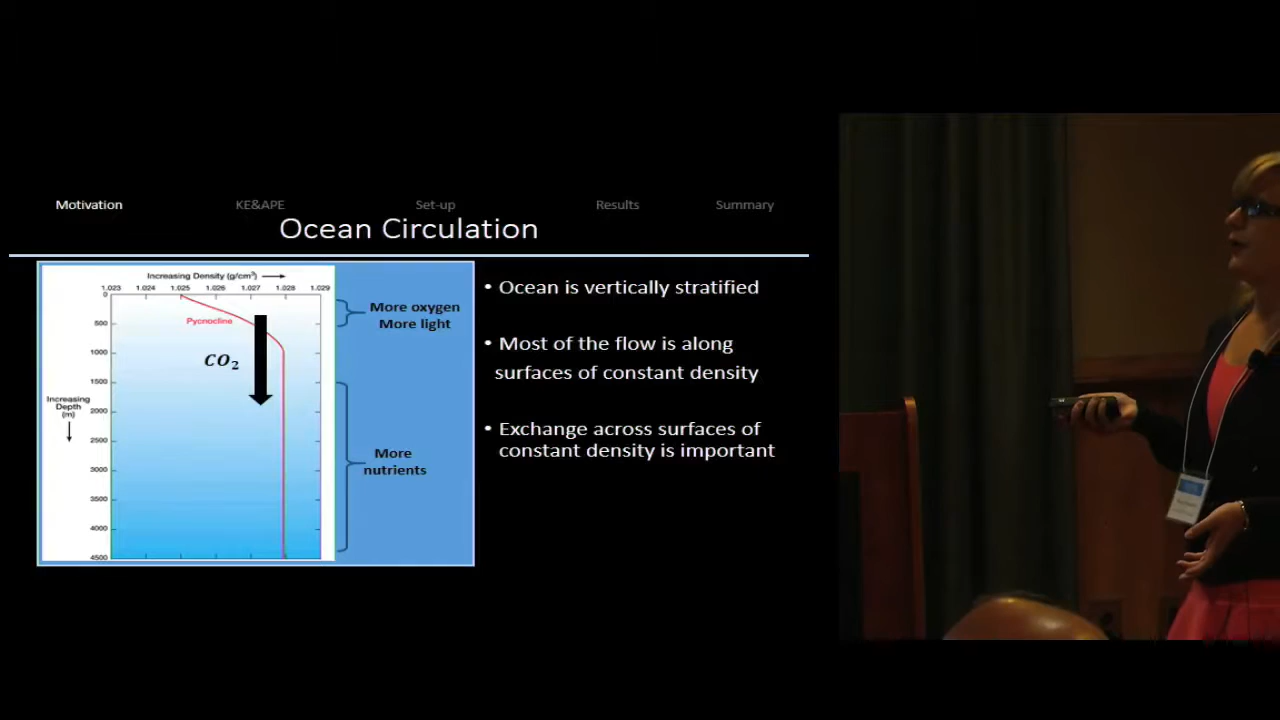 Motivation
KE&APE
Set-up
Results
Summary
Ocean Circulation
Increasing Density (g/cm³)
1.023 1.024 1.025 1.026 1.027 1.028 1.029
0
500
1000
1500
2000
2500
3000
3500
4000
4500
Increasing
Depth
(m)
Pycnocline
CO₂
More oxygen
More light
More
nutrients
• Ocean is vertically stratified
• Most of the flow is along
surfaces of constant density
• Exchange across surfaces of
constant density is important